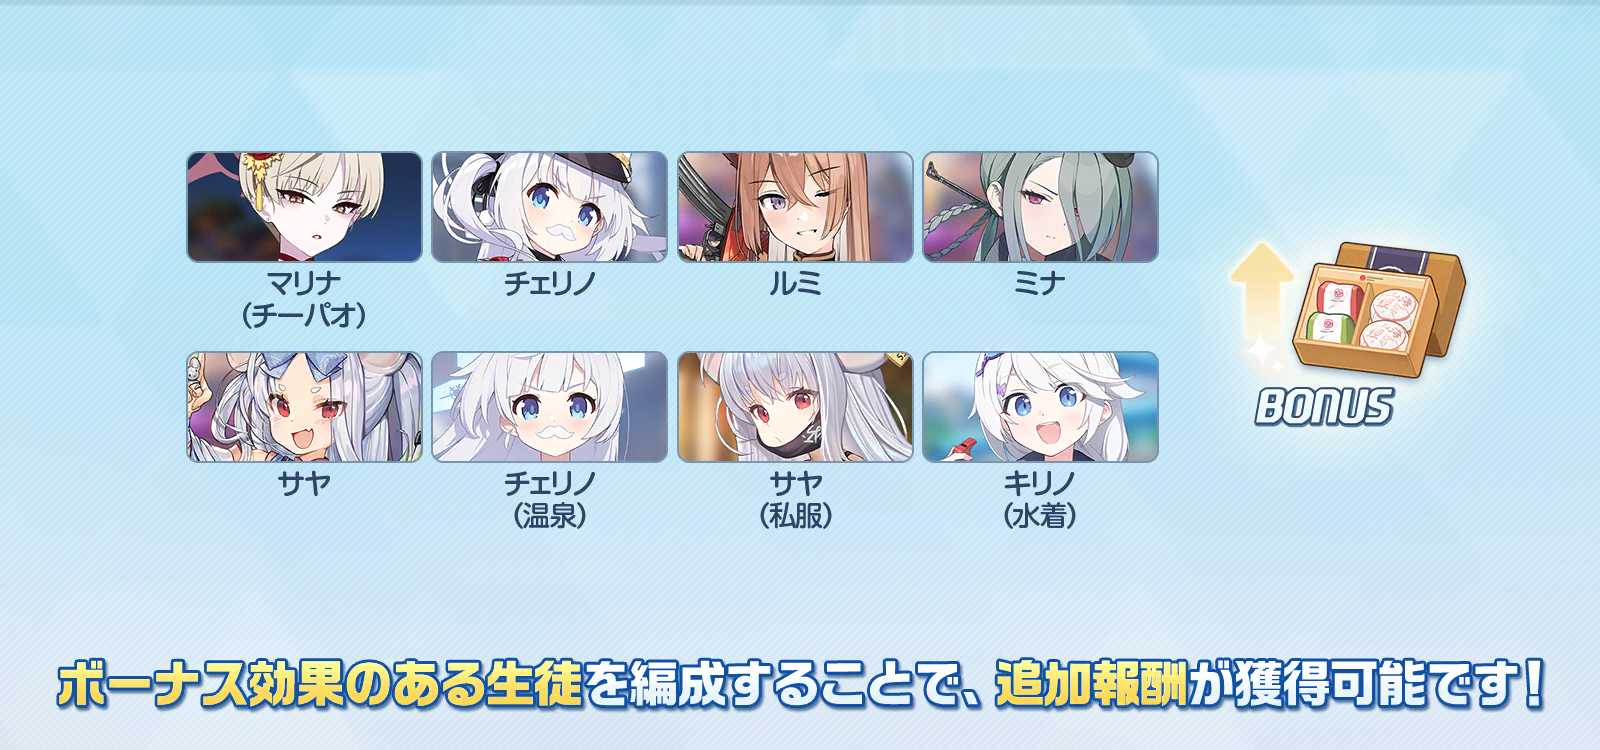 マリナ
(チーパオ)
チェリノ
ルミ
ミナ
サヤ
チェリノ
(温泉)
サヤ
(私服)
キリノ
(水着)
BONUS
ボーナス効果のある生徒を編成することで、追加報酬が獲得可能です!